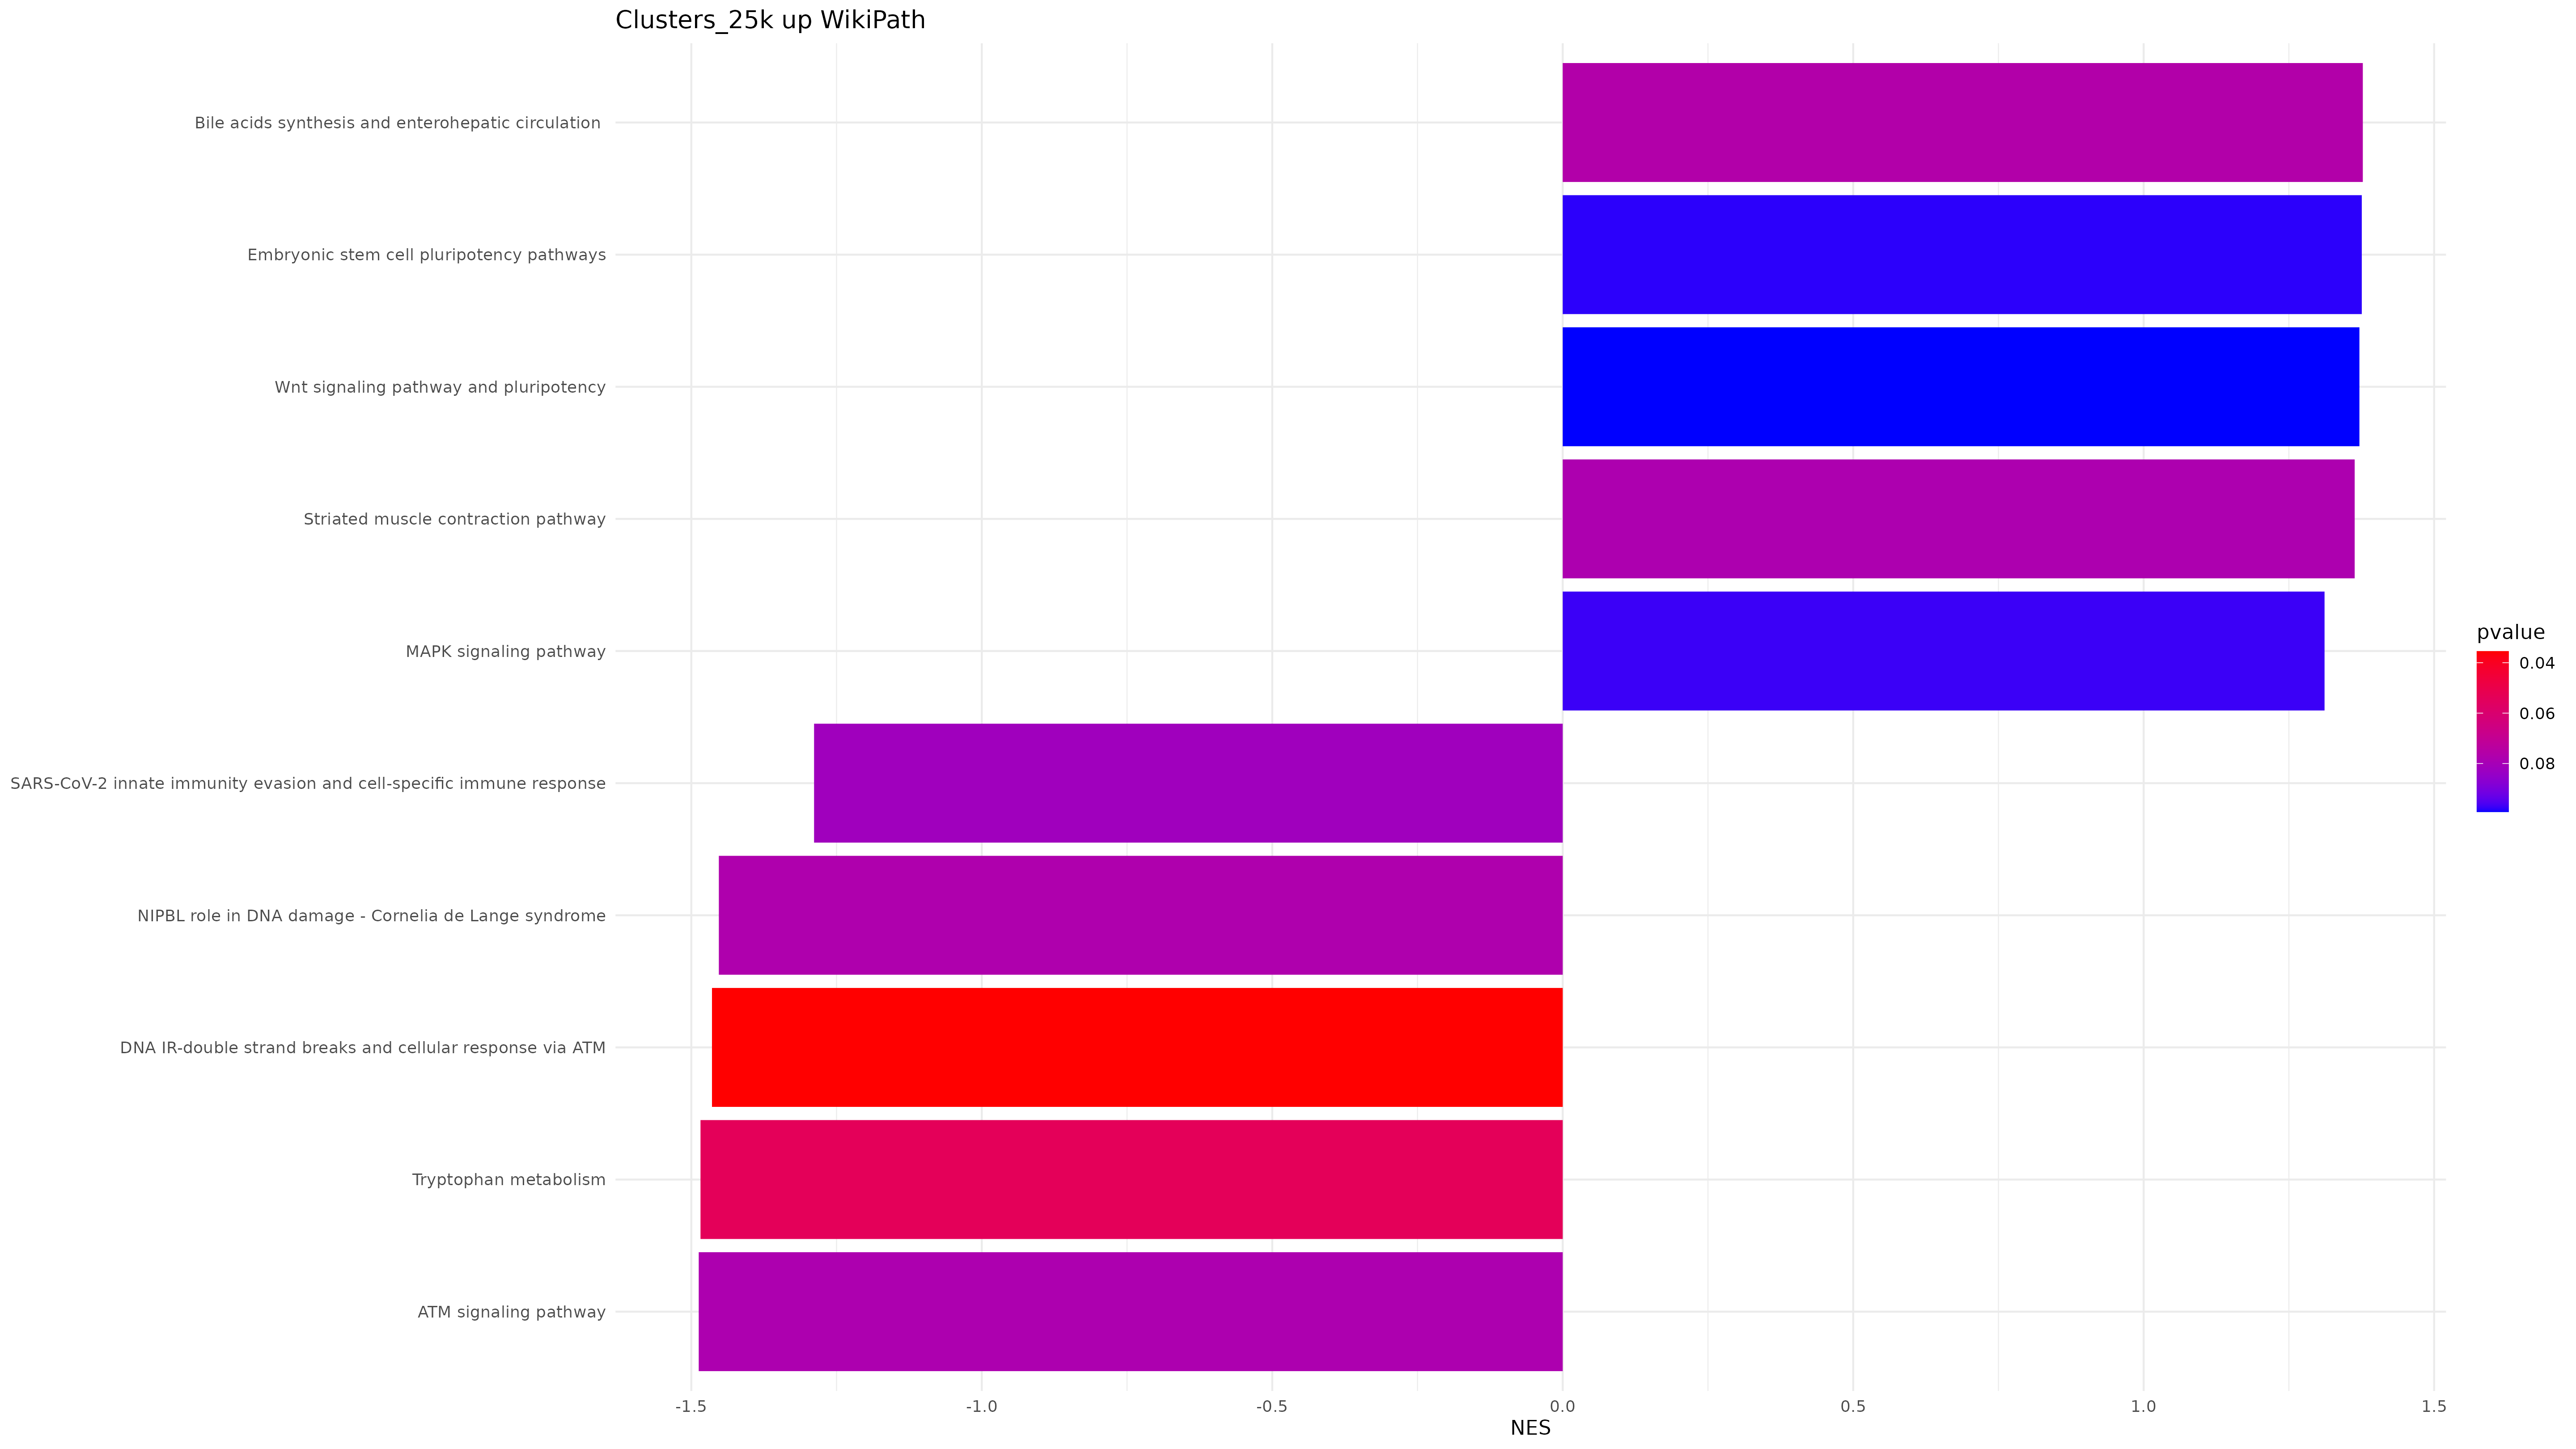 Clusters_25k up WikiPath
Bile acids synthesis and enterohepatic circulation
Embryonic stem cell pluripotency pathways
Wnt signaling pathway and pluripotency
Striated muscle contraction pathway
MAPK signaling pathway
SARS-CoV-2 innate immunity evasion and cell-specific immune response
NIPBL role in DNA damage - Cornelia de Lange syndrome
DNA IR-double strand breaks and cellular response via ATM
Tryptophan metabolism
ATM signaling pathway
-1.5 -1.0 -0.5 0.0 0.5 1.0 1.5
NES
pvalue
0.04
0.06
0.08